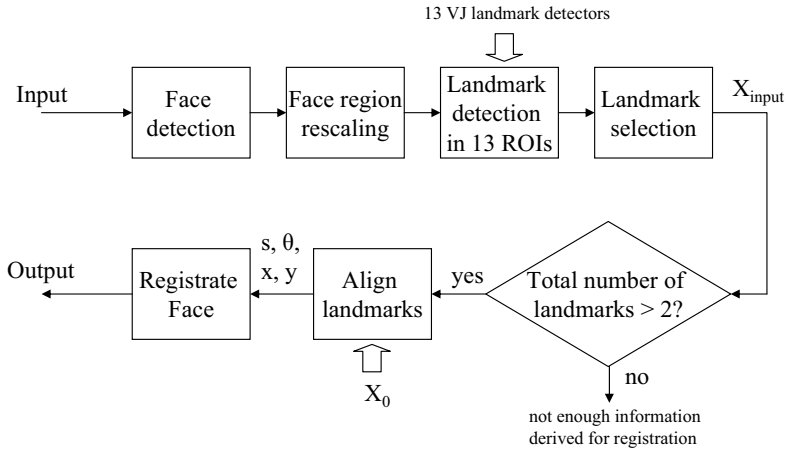 13 VJ landmark detectors
Input
Face
detection
Face region
rescaling
Landmark
detection
in 13 ROIs
Landmark
selection
X_input
Output
Registrate
Face
s, θ,
x, y
Align
landmarks
X_0
yes
Total number of
landmarks > 2?
no
not enough information
derived for registration